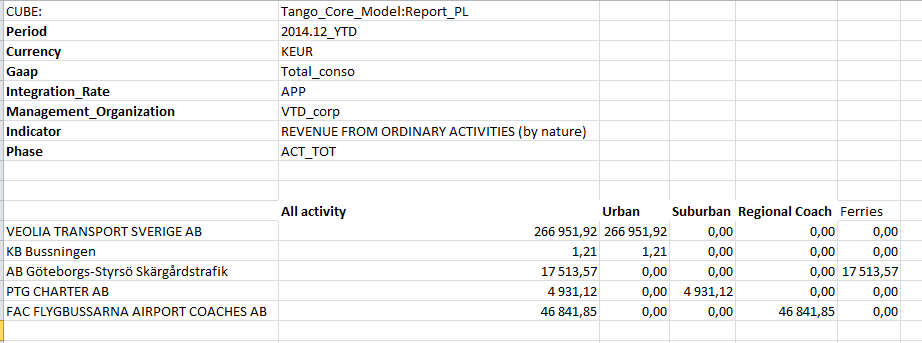 CUBE: Tango_Core_Model:Report_PL
Period 2014.12_YTD
Currency KEUR
Gaap Total_conso
Integration_Rate APP
Management_Organization VTD_corp
Indicator REVENUE FROM ORDINARY ACTIVITIES (by nature)
Phase ACT_TOT
All activity Urban Suburban Regional Coach Ferries
VEOLIA TRANSPORT SVERIGE AB 266 951,92 266 951,92 0,00 0,00 0,00
KB Bussningen 1,21 1,21 0,00 0,00 0,00
AB Göteborgs-Styrsö Skärgårdstrafik 17 513,57 0,00 0,00 0,00 17 513,57
PTG CHARTER AB 4 931,12 0,00 4 931,12 0,00 0,00
FAC FLYGBUSSARNA AIRPORT COACHES AB 46 841,85 0,00 0,00 46 841,85 0,00